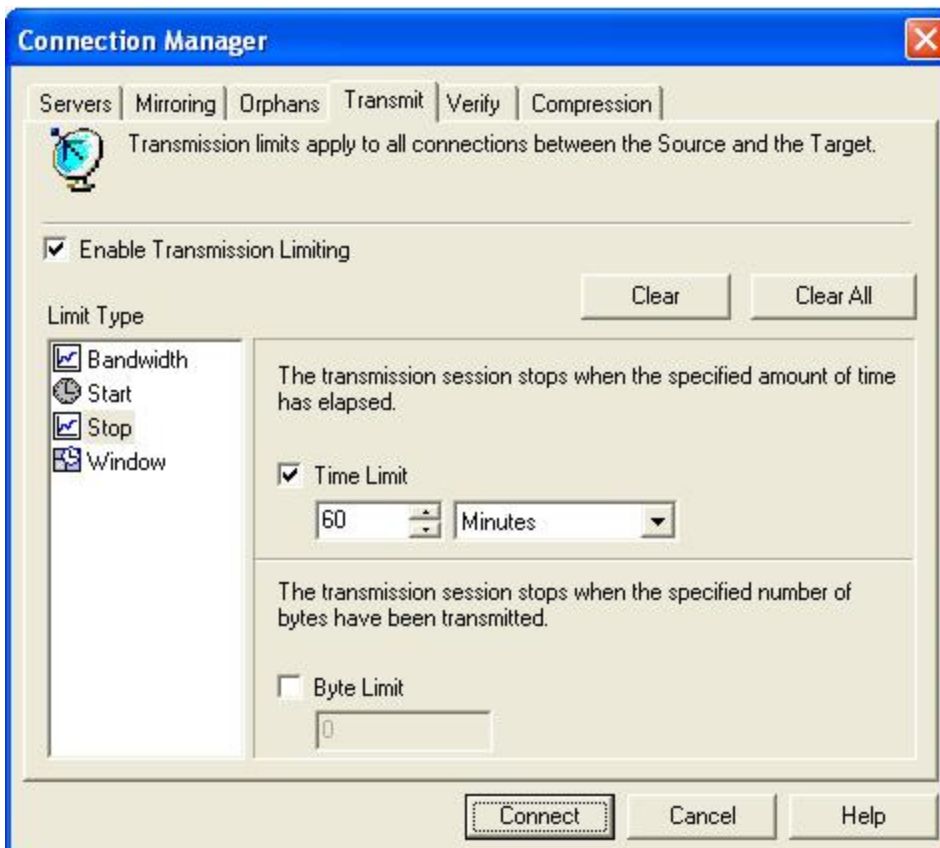 Connection Manager
Servers Mirroring Orphans Transmit Verify Compression
Transmission limits apply to all connections between the Source and the Target.
Enable Transmission Limiting
Clear Clear All
Limit Type
Bandwidth
Start
Stop
Window
The transmission session stops when the specified amount of time
has elapsed.
Time Limit
60 Minutes
The transmission session stops when the specified number of
bytes have been transmitted.
Byte Limit
0
Connect Cancel Help